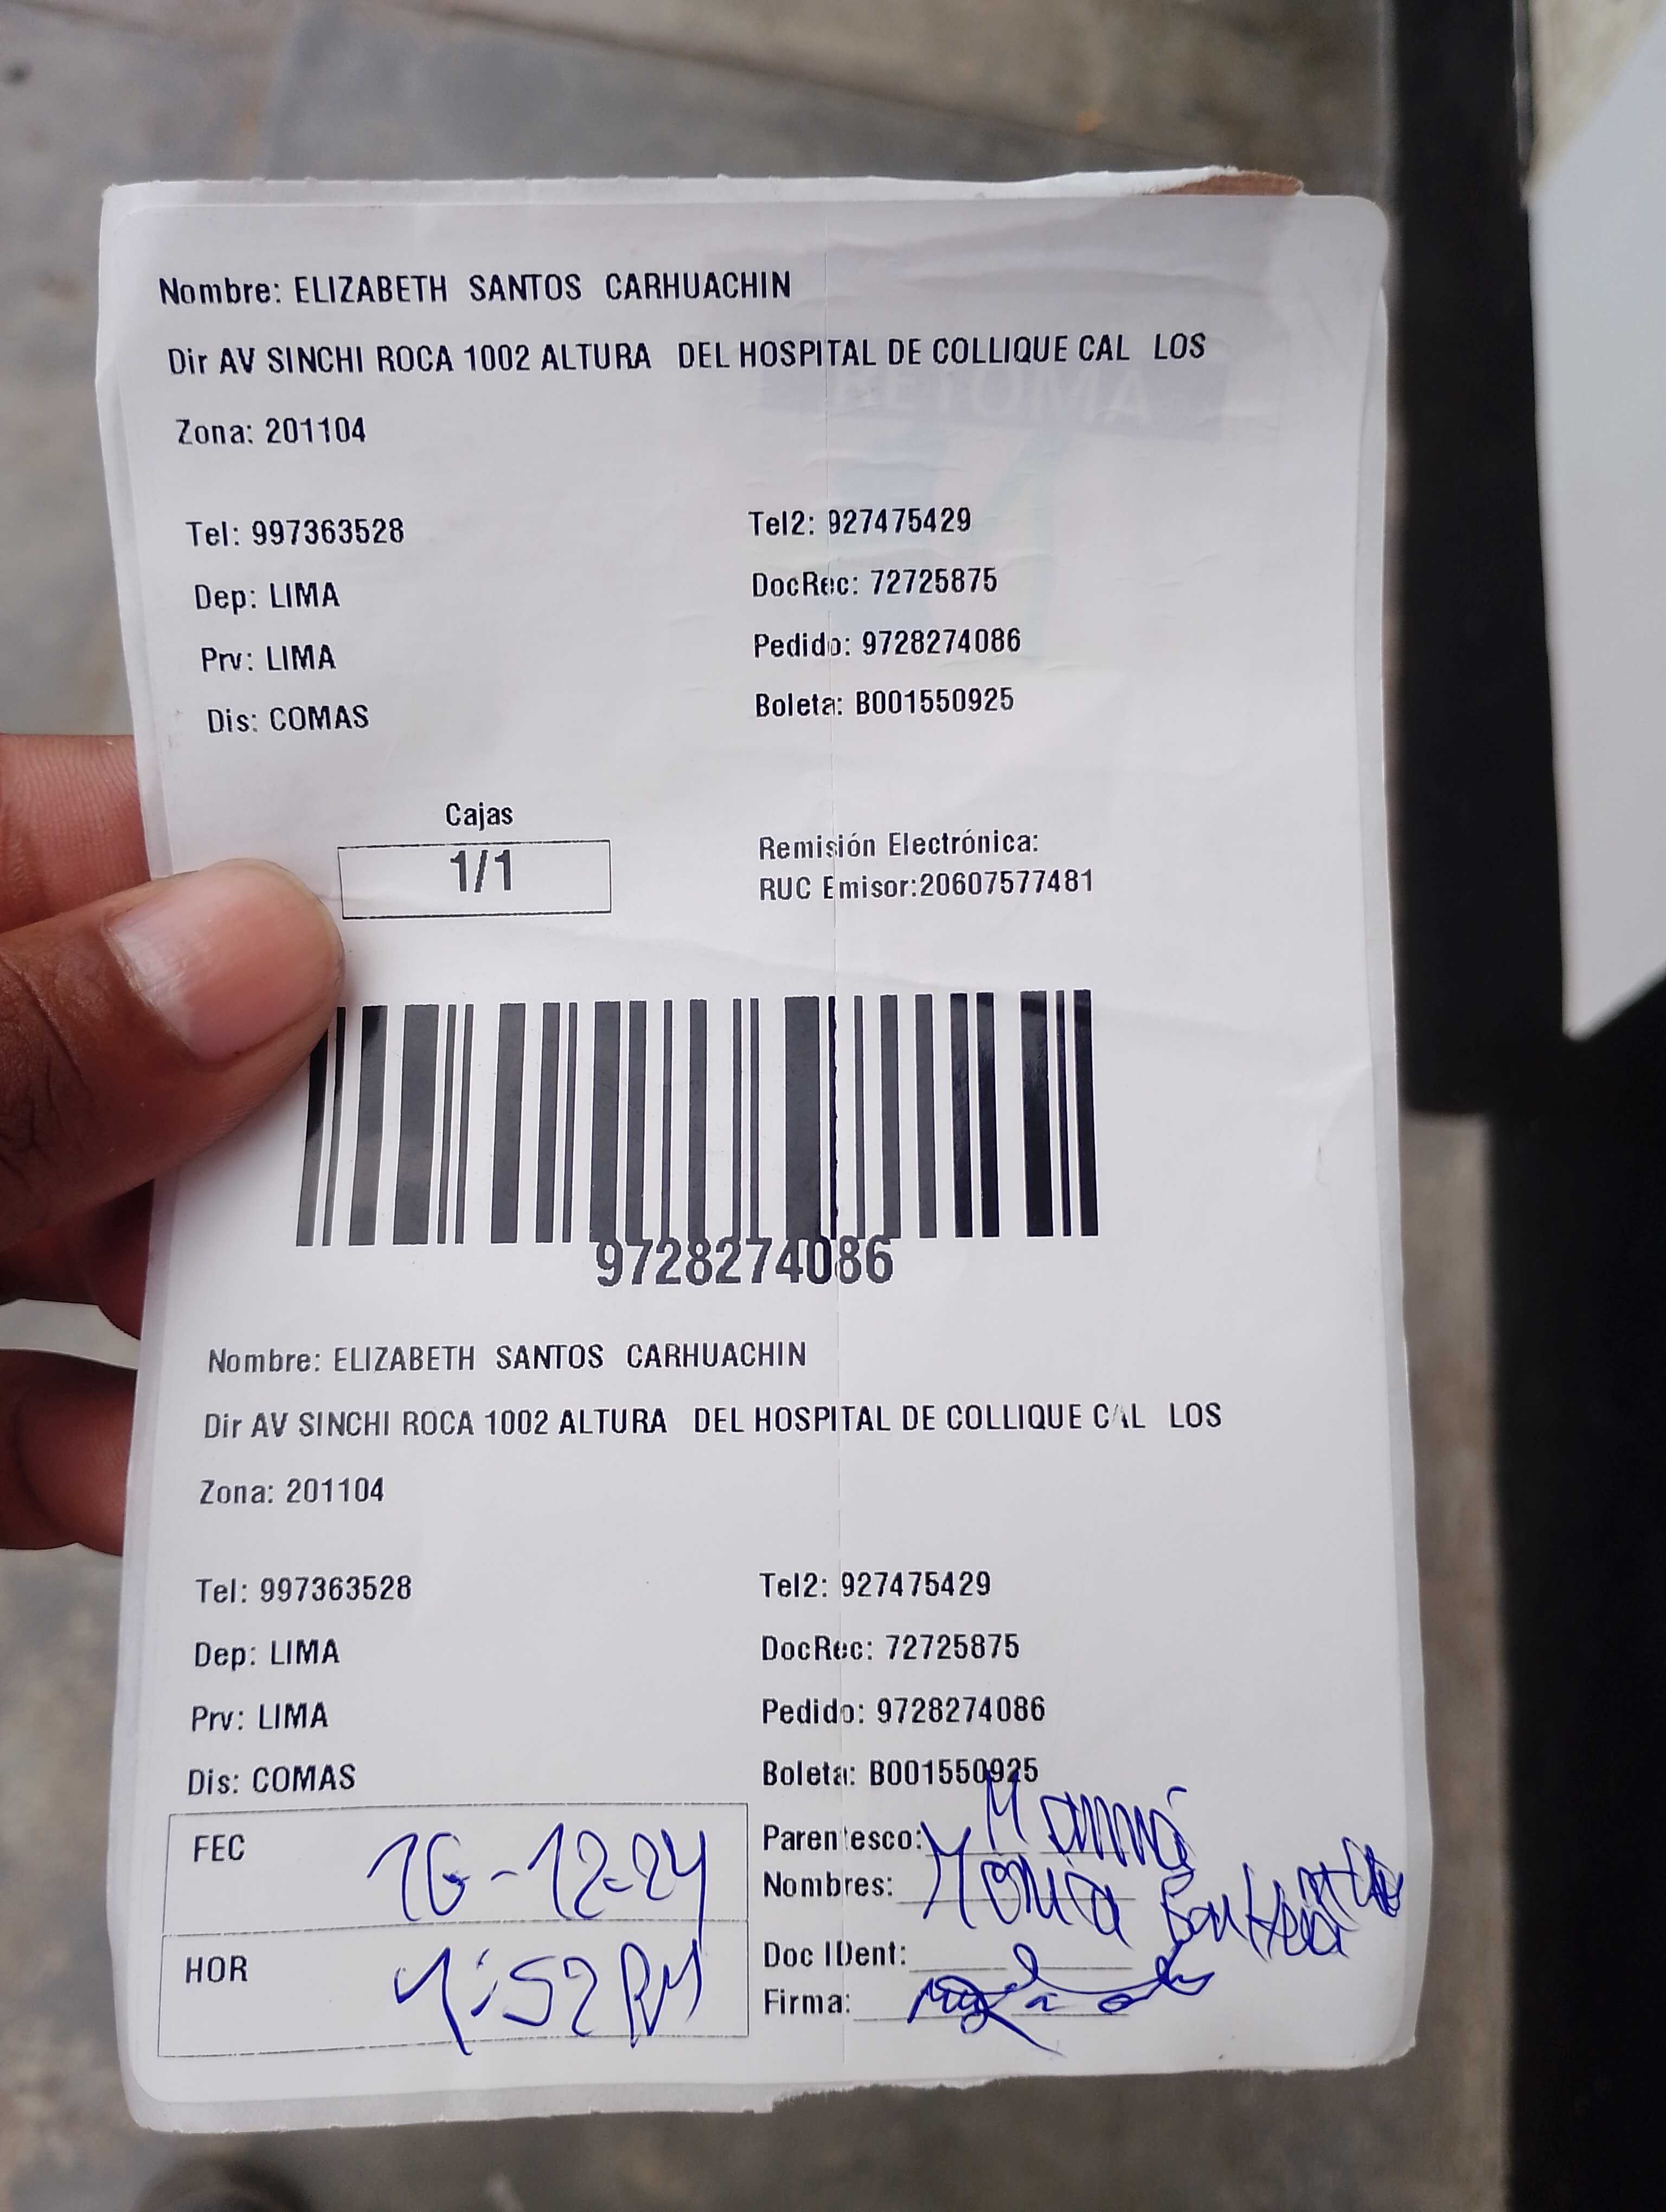 Nombre: ELIZABETH SANTOS CARHUACHIN
Dir AV SINCHI ROCA 1002 ALTURA DEL HOSPITAL DE COLLIQUE CAL LOS
RETOMA
Zona: 201104
Tel: 997363528 Tel2: 927475429
Dep: LIMA DocRec: 72725875
Prv: LIMA Pedido: 9728274086
Dis: COMAS Boleta: B001550925
Cajas
1/1
Remisión Electrónica:
RUC Emisor:20607577481
9728274086
Nombre: ELIZABETH SANTOS CARHUACHIN
Dir AV SINCHI ROCA 1002 ALTURA DEL HOSPITAL DE COLLIQUE CAL LOS
Zona: 201104
Tel: 997363528 Tel2: 927475429
Dep: LIMA DocRec: 72725875
Prv: LIMA Pedido: 9728274086
Dis: COMAS Boleta: B001550925
FEC 16-12-24
HOR 1:52 PM
Parentesco: Mamá
Nombres:
Doc IDent:
Firma: